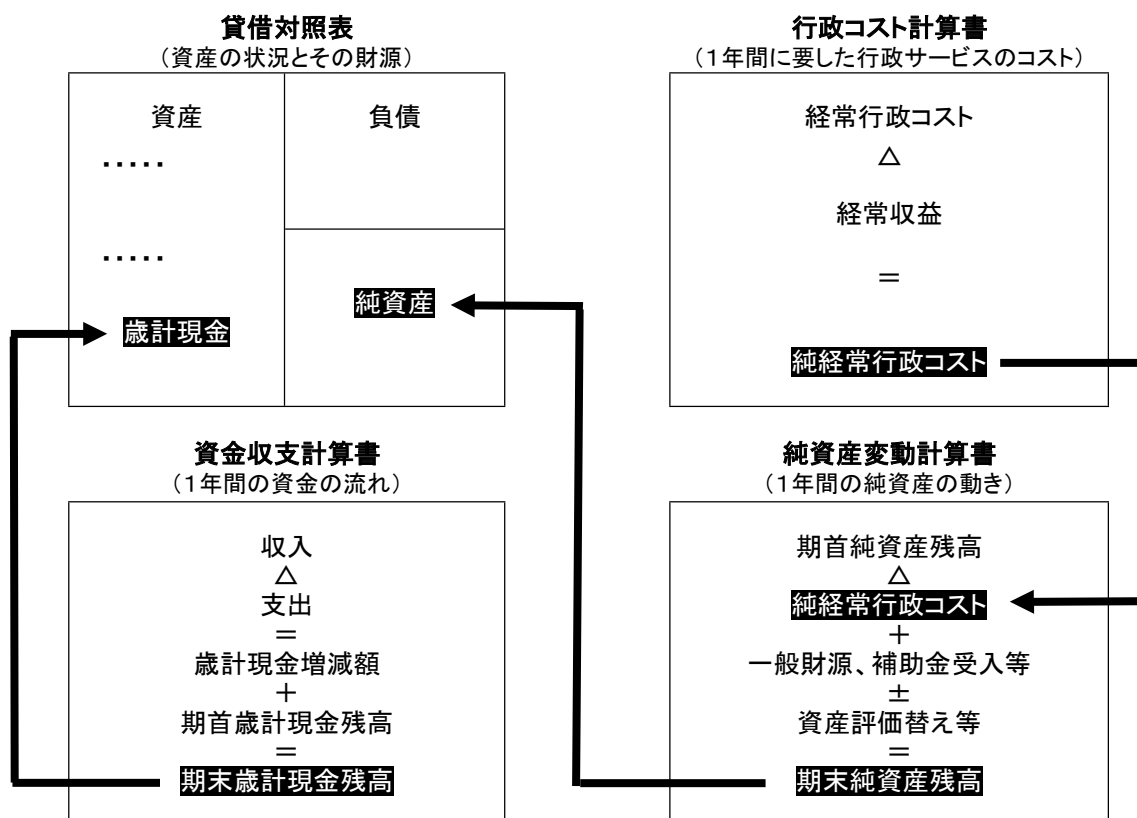 貸借対照表
（資産の状況とその財源）
資産
負債
・・・・・
・・・・・
純資産
歳計現金
行政コスト計算書
（１年間に要した行政サービスのコスト）
経常行政コスト
△
経常収益
＝
純経常行政コスト
資金収支計算書
（１年間の資金の流れ）
収入
△
支出
＝
歳計現金増減額
＋
期首歳計現金残高
＝
期末歳計現金残高
純資産変動計算書
（１年間の純資産の動き）
期首純資産残高
△
純経常行政コスト
＋
一般財源、補助金受入等
±
資産評価替え等
＝
期末純資産残高